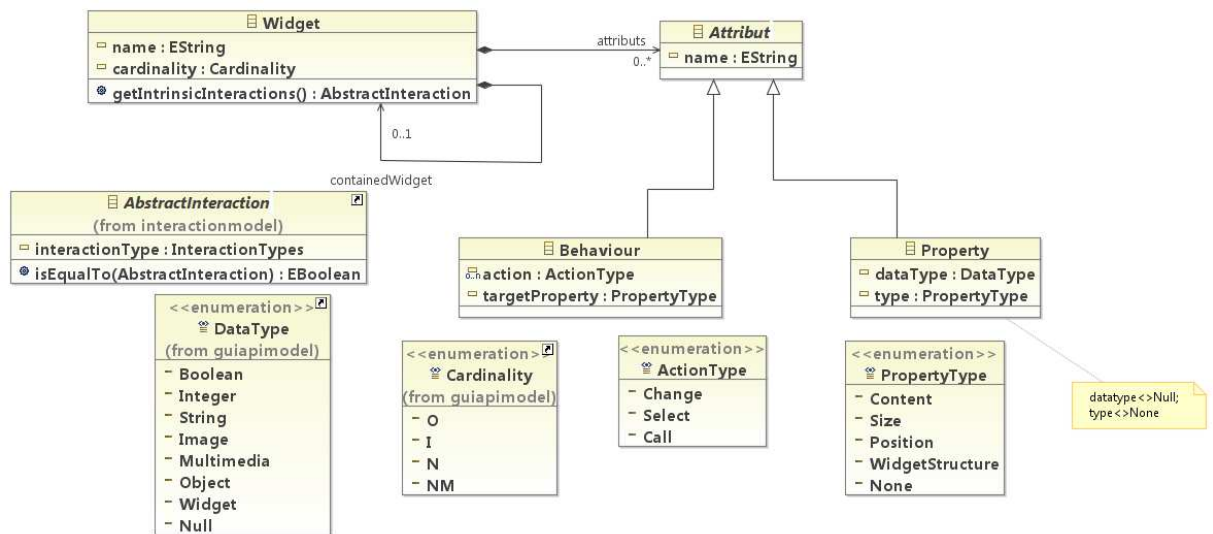 Widget
name : EString
cardinality : Cardinality
getIntrinsicInteractions() : AbstractInteraction
attributs
0..*
Attribut
name : EString
0..1
containedWidget
AbstractInteraction
(from interactionmodel)
interactionType : InteractionTypes
isEqualTo(AbstractInteraction) : EBoolean
Behaviour
0..n action : ActionType
targetProperty : PropertyType
Property
dataType : DataType
type : PropertyType
<<enumeration>>
DataType
(from guiapimodel)
Boolean
Integer
String
Image
Multimedia
Object
Widget
Null
<<enumeration>>
Cardinality
(from guiapimodel)
O
I
N
NM
<<enumeration>>
ActionType
Change
Select
Call
<<enumeration>>
PropertyType
Content
Size
Position
WidgetStructure
None
datatype<>Null;
type<>None